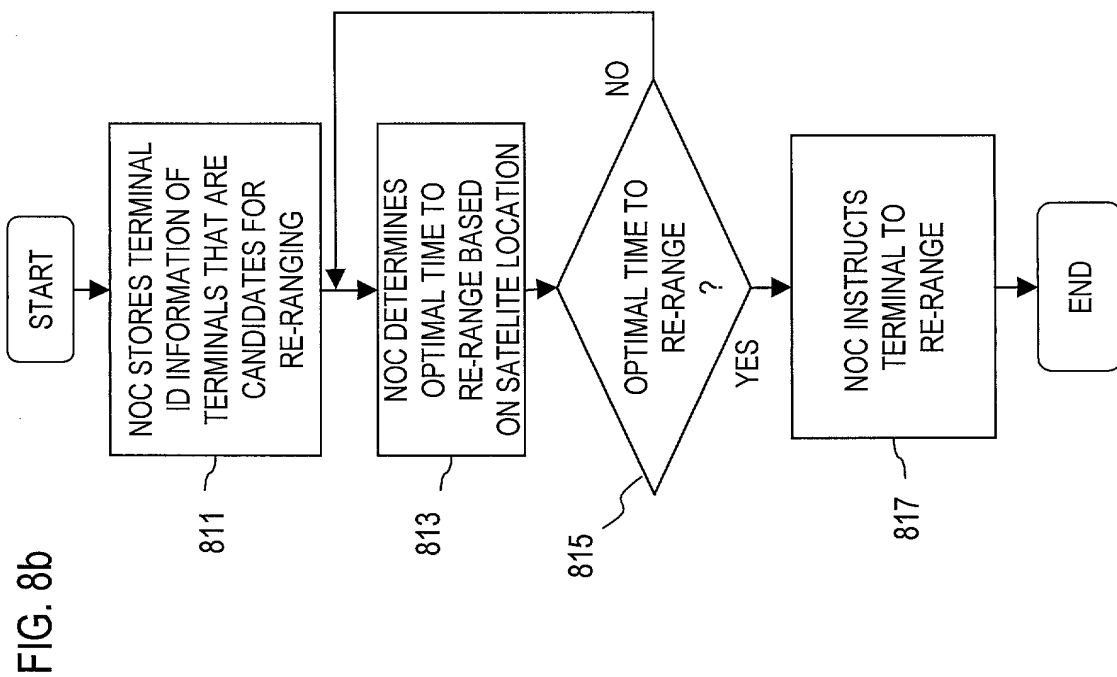 FIG. 8b
START
NOC STORES TERMINAL
ID INFORMATION OF
TERMINALS THAT ARE
CANDIDATES FOR
RE-RANGING
811
NOC DETERMINES
OPTIMAL TIME TO
RE-RANGE BASED
ON SATELLITE LOCATION
813
OPTIMAL TIME TO
RE-RANGE
?
NO
815
YES
NOC INSTRUCTS
TERMINAL TO
RE-RANGE
817
END